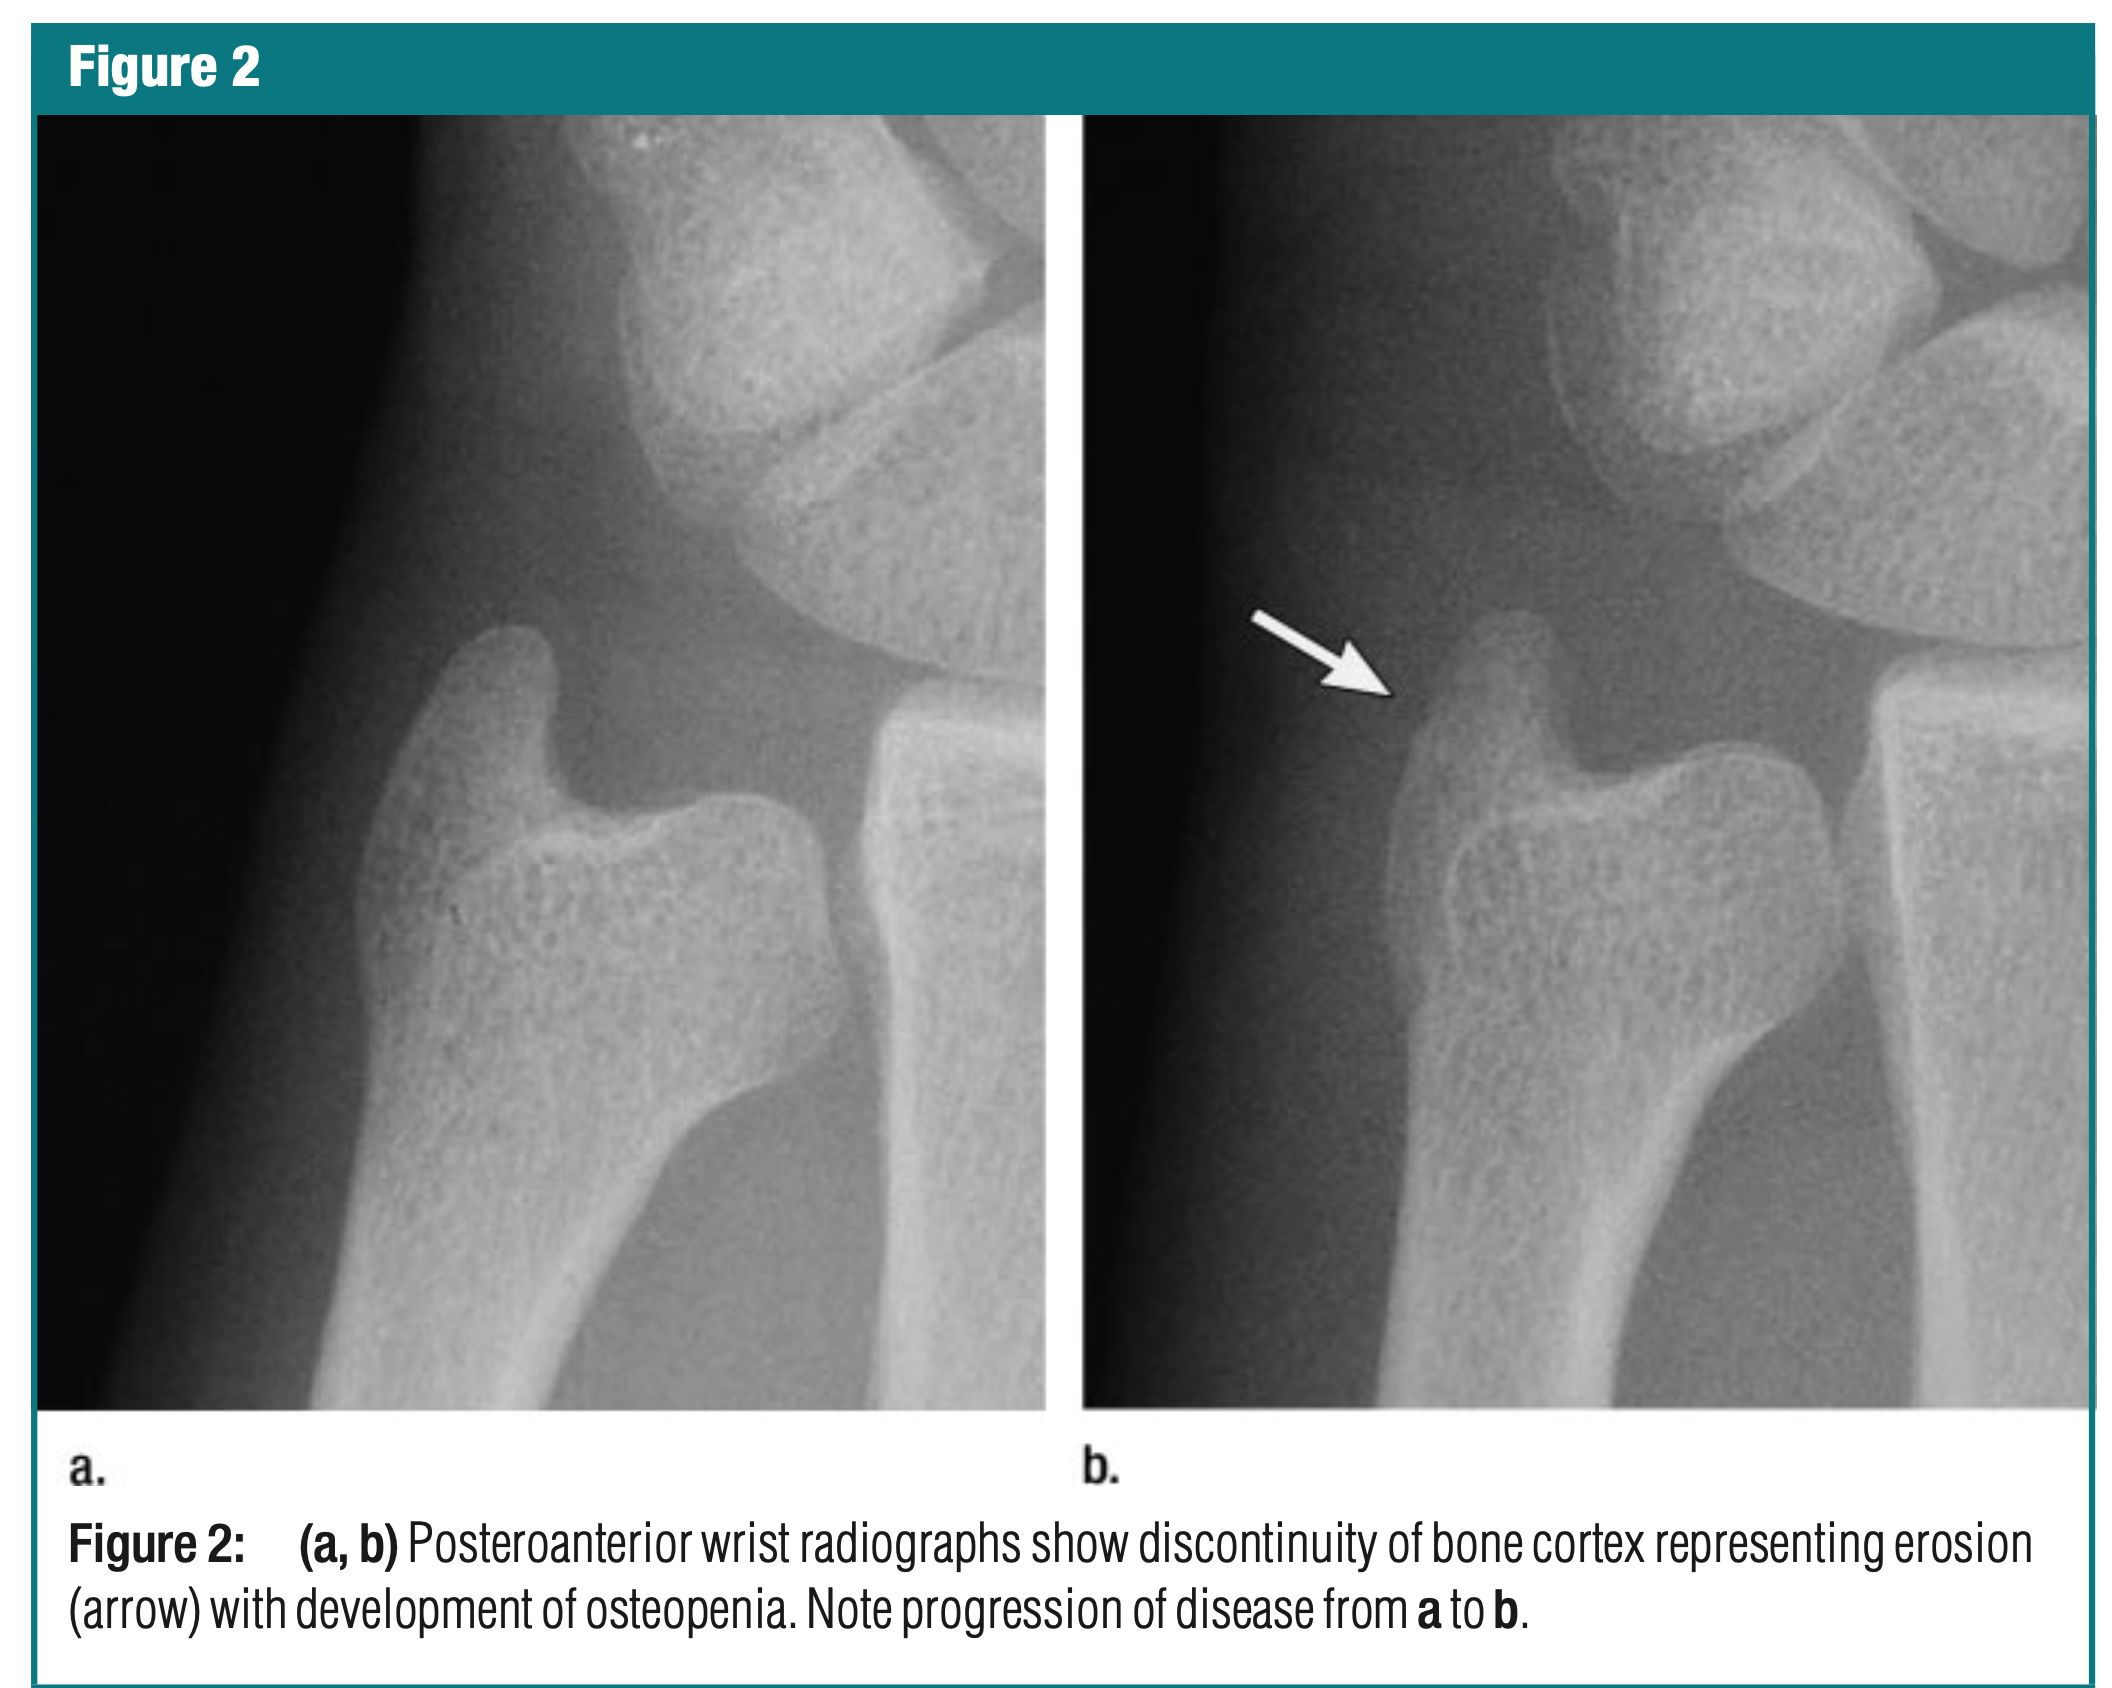 Figure 2
a.
b.
Figure 2: (a, b) Posteroanterior wrist radiographs show discontinuity of bone cortex representing erosion
(arrow) with development of osteopenia. Note progression of disease from a to b.